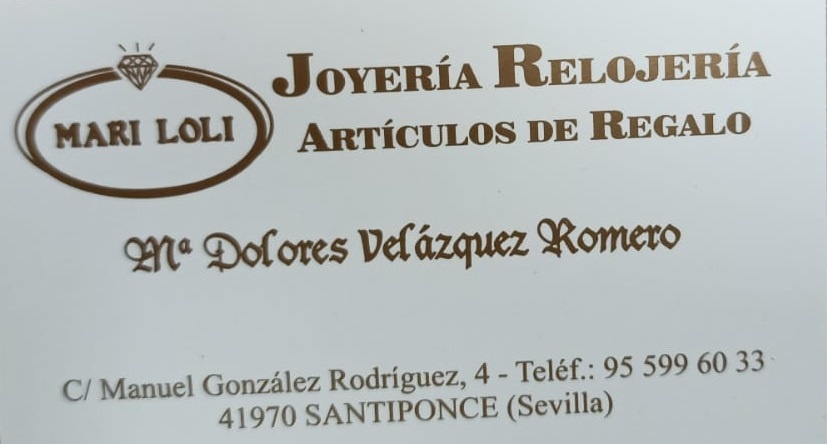 MARI LOLI
JOYERÍA RELOJERÍA
ARTÍCULOS DE REGALO
Mª Dolores Velázquez Romero
C/ Manuel González Rodríguez, 4 - Teléf.: 95 599 60 33
41970 SANTIPONCE (Sevilla)